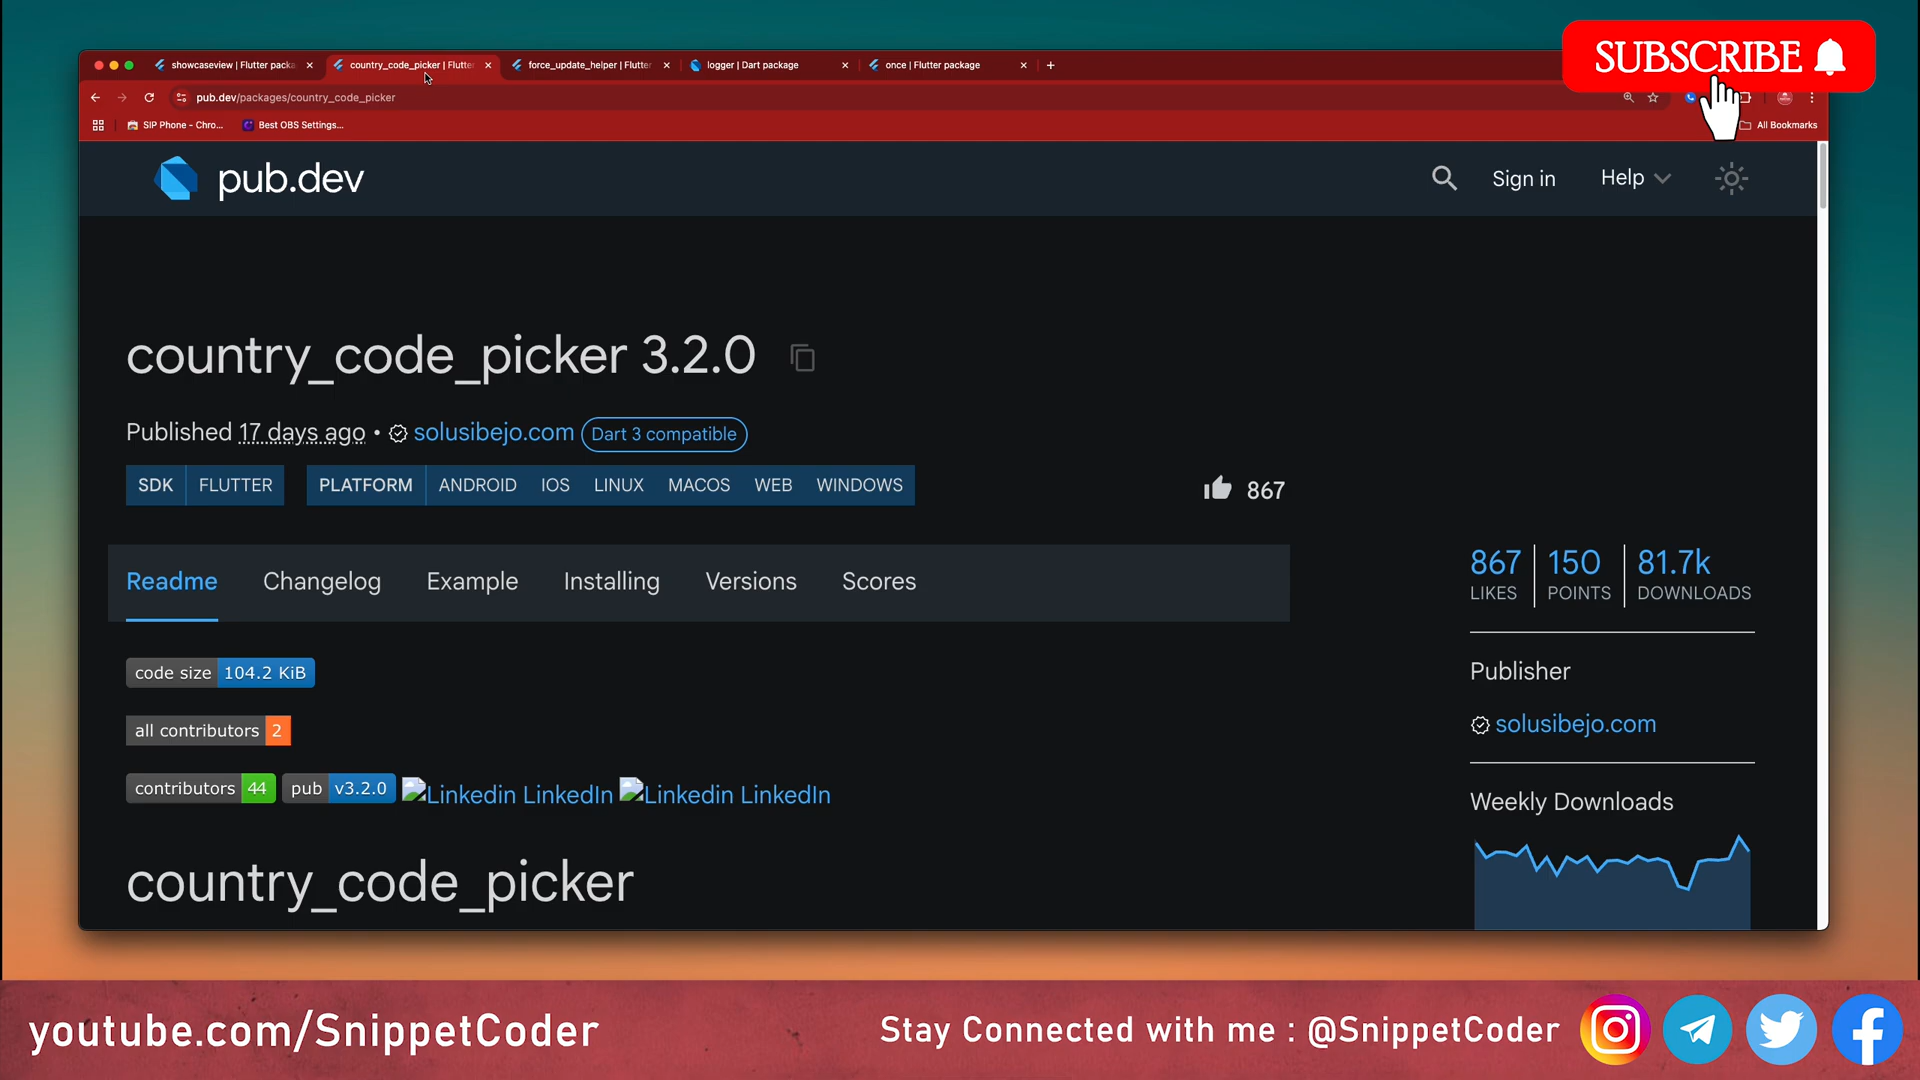 SUBSCRIBE
showcaseview | Flutter packa
country_code_picker | Flutte
force_update_helper | Flutter
logger | Dart package
once | Flutter package
pub.dev/packages/country_code_picker
SIP Phone - Chro...
Best OBS Settings...
All Bookmarks
pub.dev
Sign in
Help
country_code_picker 3.2.0
Published 17 days ago • solusibejo.com Dart 3 compatible
SDK FLUTTER PLATFORM ANDROID IOS LINUX MACOS WEB WINDOWS
867
Readme Changelog Example Installing Versions Scores
867 150 81.7k
LIKES POINTS DOWNLOADS
code size 104.2 KiB
all contributors 2
contributors 44 pub v3.2.0 Linkedin LinkedIn Linkedin LinkedIn
Publisher
solusibejo.com
Weekly Downloads
country_code_picker
youtube.com/SnippetCoder
Stay Connected with me : @SnippetCoder